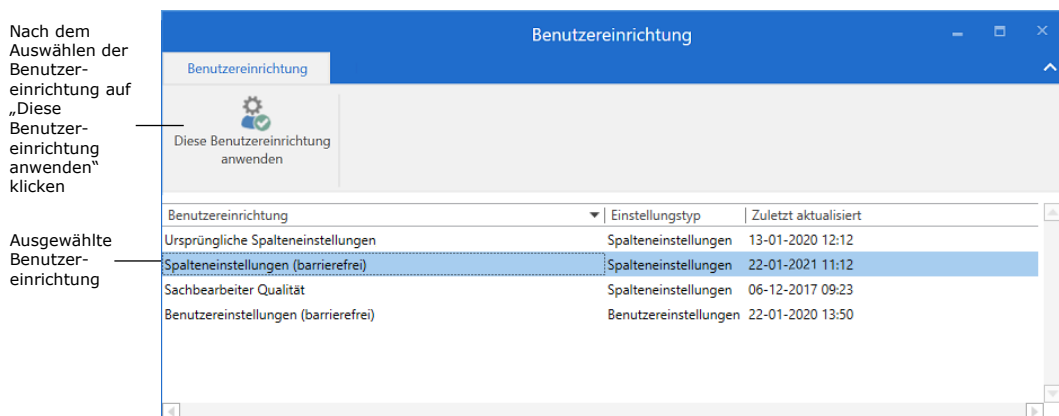 Nach dem
Auswählen der
Benutzer-
einrichtung auf
„Diese
Benutzer-
einrichtung
anwenden“
klicken
Ausgewählte
Benutzer-
einrichtung
Benutzereinrichtung
Benutzereinrichtung
Diese Benutzereinrichtung
anwenden
Benutzereinrichtung Einstellungstyp Zuletzt aktualisiert
Ursprüngliche Spalteneinstellungen Spalteneinstellungen 13-01-2020 12:12
Spalteneinstellungen (barrierefrei) Spalteneinstellungen 22-01-2021 11:12
Sachbearbeiter Qualität Spalteneinstellungen 06-12-2017 09:23
Benutzereinstellungen (barrierefrei) Benutzereinstellungen 22-01-2020 13:50